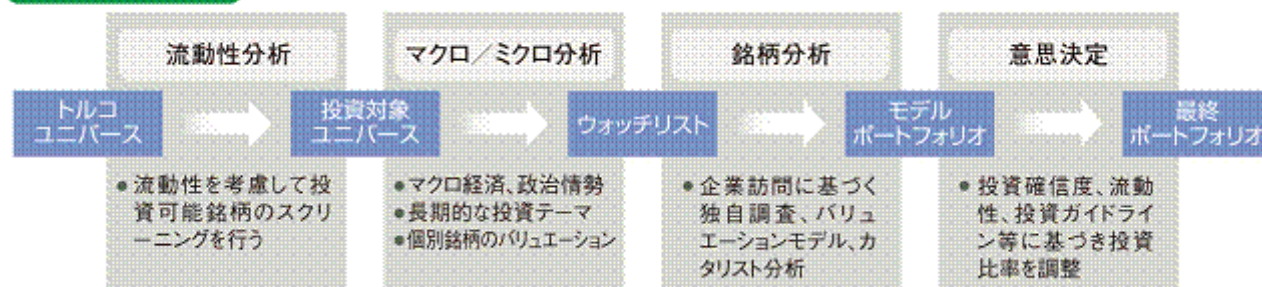 流動性分析
マクロ／ミクロ分析
銘柄分析
意思決定
トルコ
ユニバース
投資対象
ユニバース
ウォッチリスト
モデル
ポートフォリオ
最終
ポートフォリオ
●流動性を考慮して投
資可能銘柄のスクリ
ーニングを行う
●マクロ経済、政治情勢
●長期的な投資テーマ
●個別銘柄のバリュエーション
●企業訪問に基づく
独自調査、バリュ
エーションモデル、カ
タリスト分析
●投資確信度、流動
性、投資ガイドライ
ン等に基づき投資
比率を調整